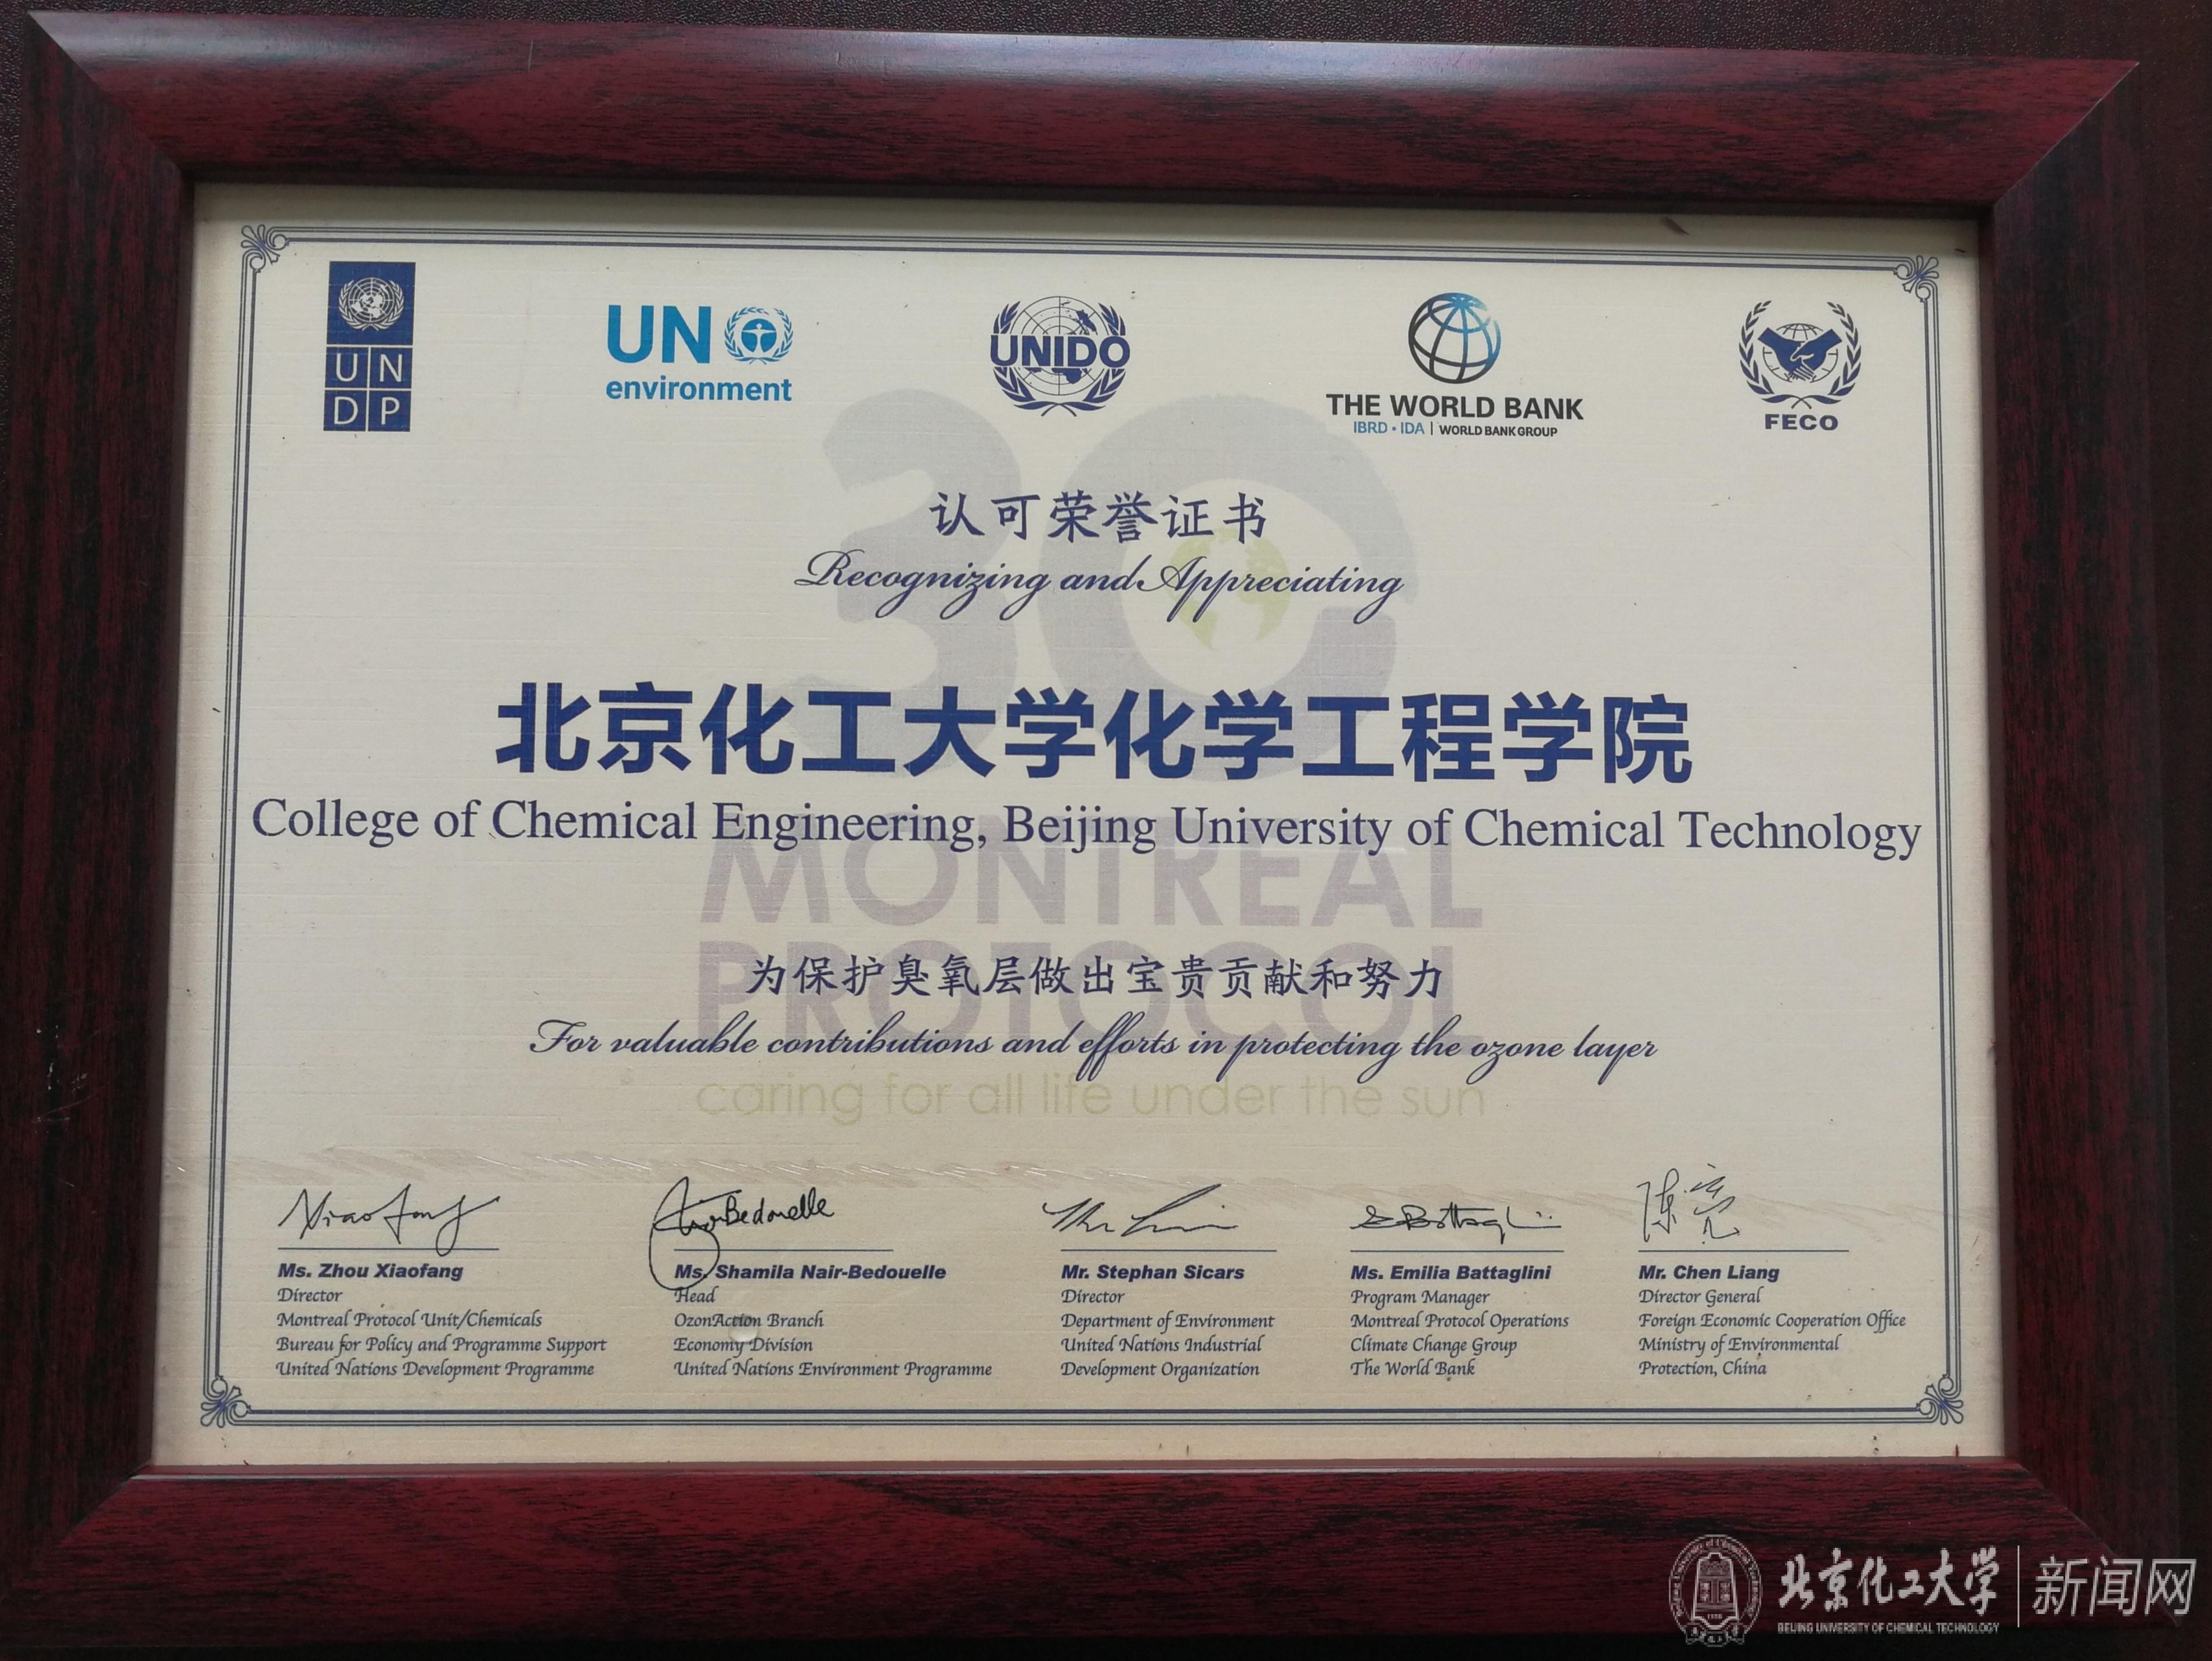 UN
DP
UN
environment
UNIDO
THE WORLD BANK
IBRD • IDA | WORLD BANK GROUP
FECO
30
认可荣誉证书
Recognizing and Appreciating
北京化工大学化学工程学院
College of Chemical Engineering, Beijing University of Chemical Technology
MONTREAL
PROTOCOL
为保护臭氧层做出宝贵贡献和努力
For valuable contributions and efforts in protecting the ozone layer
caring for all life under the sun
Xiaofang
Bedouelle
陈亮
Ms. Zhou Xiaofang
Director
Montreal Protocol Unit/Chemicals
Bureau for Policy and Programme Support
United Nations Development Programme
Ms. Shamila Nair-Bedouelle
Head
OzonAction Branch
Economy Division
United Nations Environment Programme
Mr. Stephan Sicars
Director
Department of Environment
United Nations Industrial
Development Organization
Ms. Emilia Battaglini
Program Manager
Montreal Protocol Operations
Climate Change Group
The World Bank
Mr. Chen Liang
Director General
Foreign Economic Cooperation Office
Ministry of Environmental
Protection, China
北京化工大学 | 新闻网
BEIJING UNIVERSITY OF CHEMICAL TECHNOLOGY